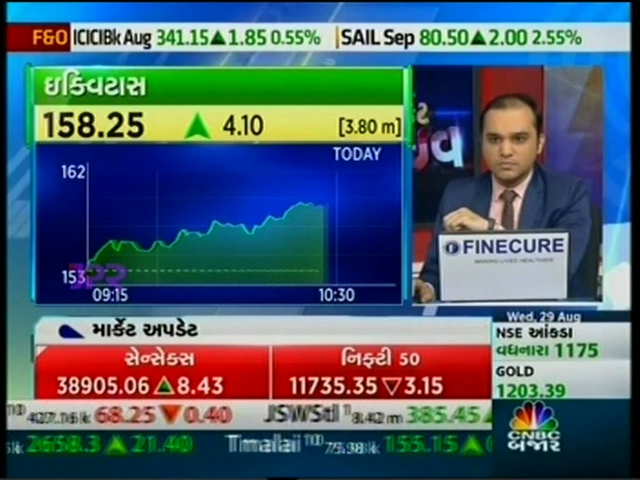 F&O ICICIBk Aug 341.15▲1.85 0.55% SAIL Sep 80.50▲2.00 2.55%
ઇક્વિટાસ
158.25 ▲ 4.10 [3.80 m]
TODAY
162
153
09:15 10:30
FINECURE
MAKING LIVES HEALTHIER
માર્કેટ અપડેટ
સેન્સેક્સ નિફ્ટી 50
38905.06▲8.43 11735.35▽3.15
Wed, 29 Aug
NSE આંકડા
વધનારા 1175
GOLD
1203.39
68.25▼0.40 JSWStl 385.45▲
2658.3▲21.40 155.15▲
CNBC
બજાર